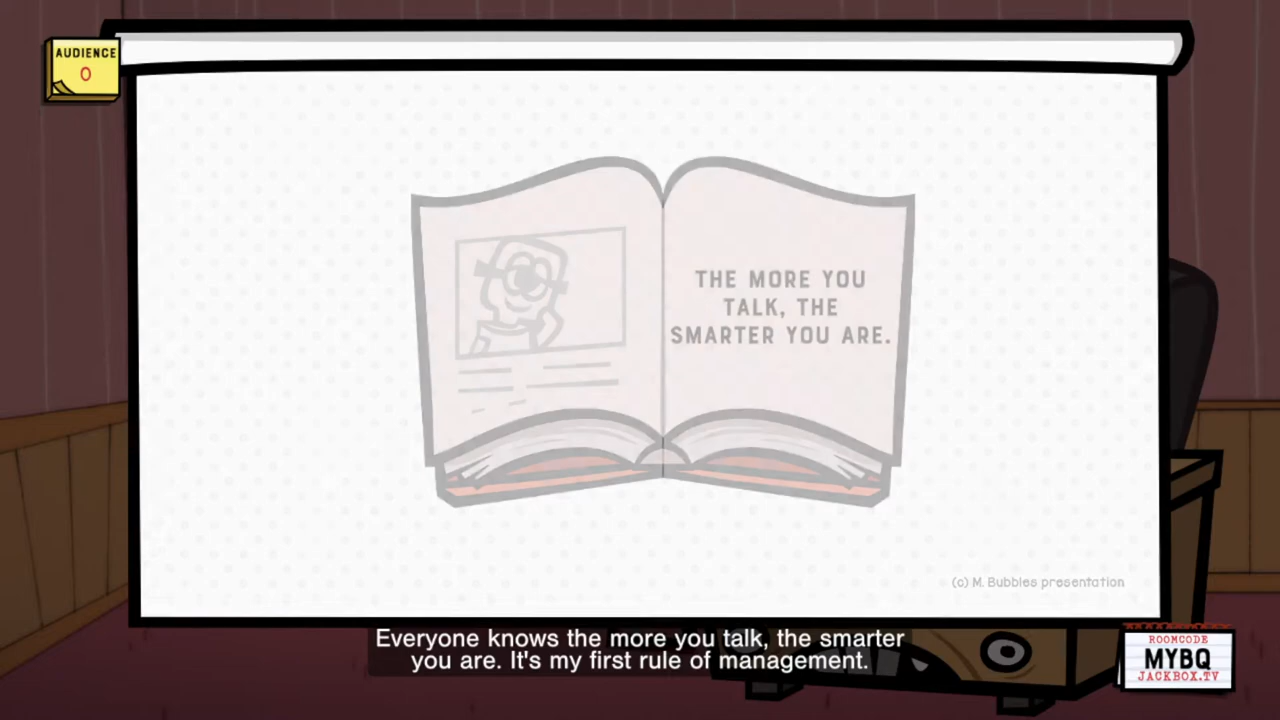 AUDIENCE
0
THE MORE YOU
TALK, THE
SMARTER YOU ARE.
(c) M. Bubbles presentation
Everyone knows the more you talk, the smarter
you are. It's my first rule of management.
ROOMCODE
MYBQ
JACKBOX.TV